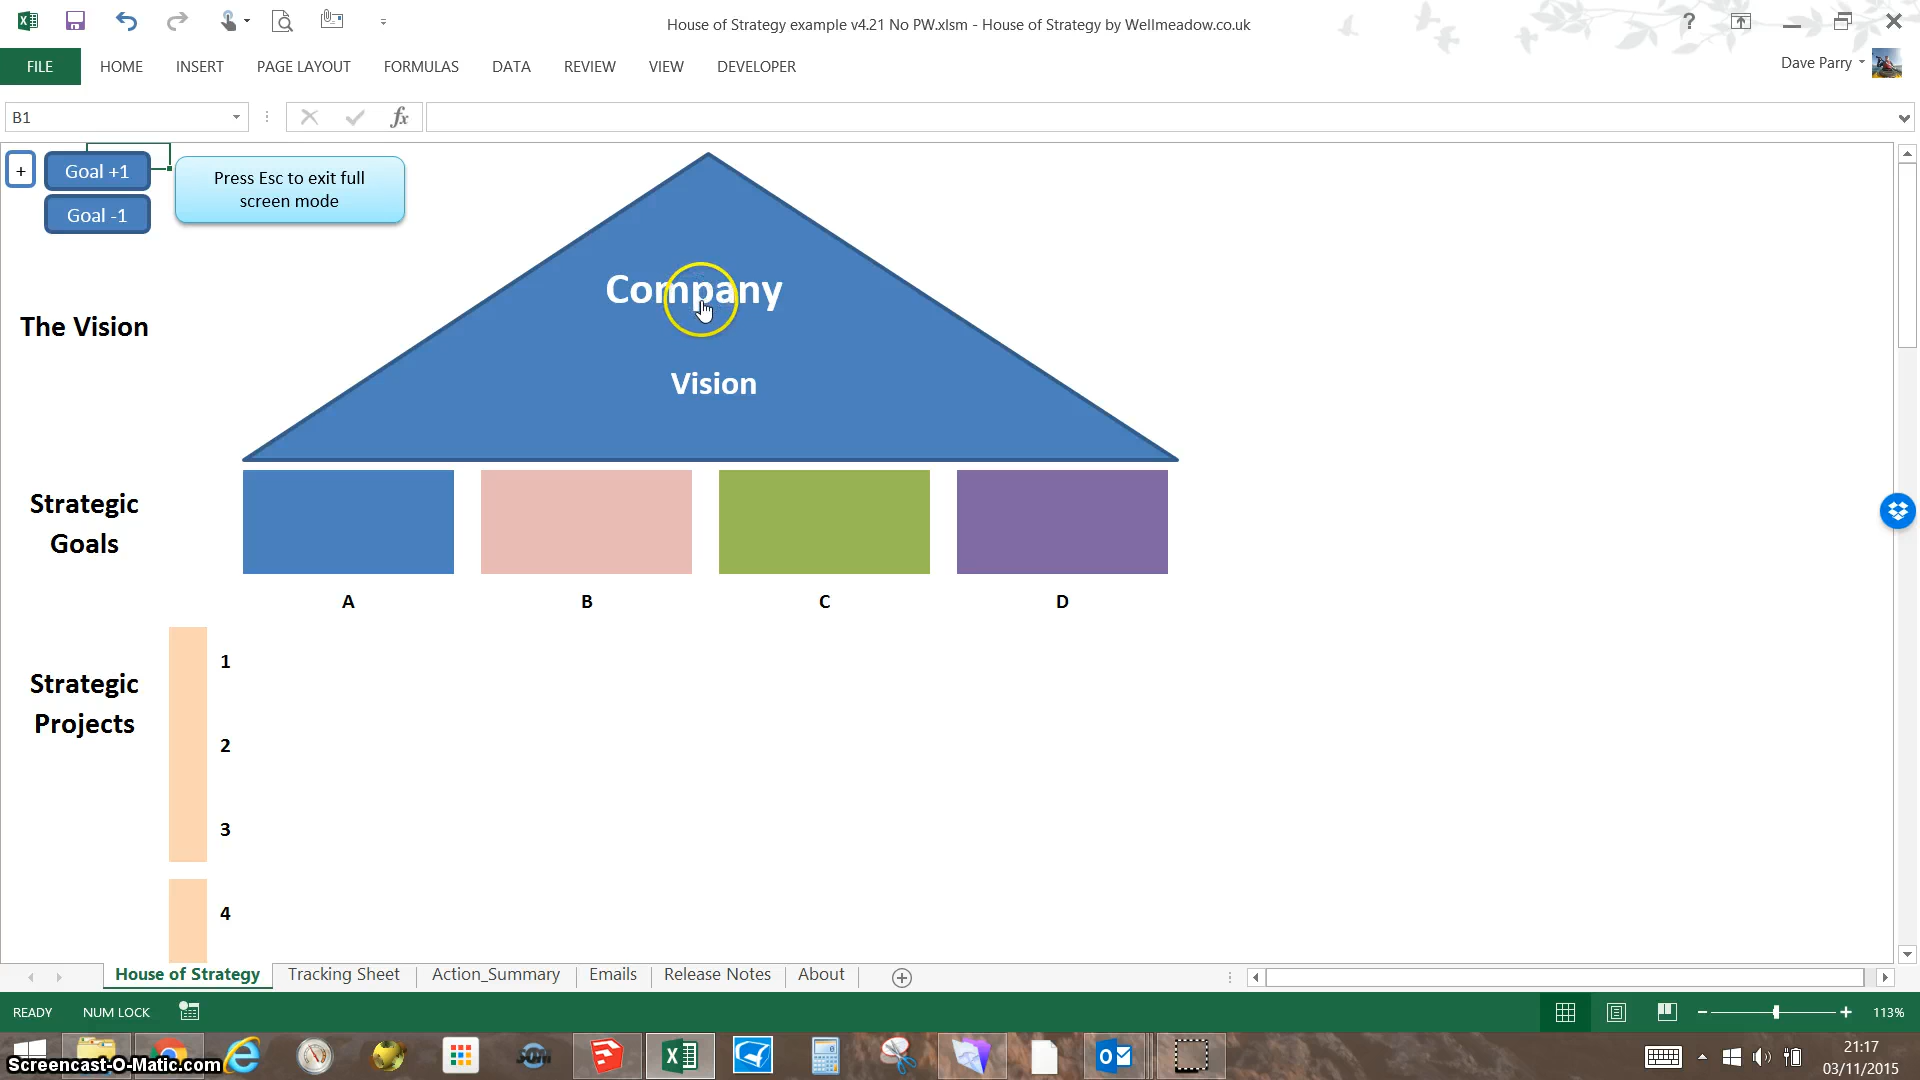 House of Strategy example v4.21 No PW.xlsm - House of Strategy by Wellmeadow.co.uk
?
FILE HOME INSERT PAGE LAYOUT FORMULAS DATA REVIEW VIEW DEVELOPER
Dave Parry
B1
fx
+
Goal +1
Goal -1
Press Esc to exit full
screen mode
Company
The Vision
Vision
Strategic
Goals
A B C D
Strategic
Projects
1
2
3
4
House of Strategy Tracking Sheet Action_Summary Emails Release Notes About
READY NUM LOCK
113%
Screencast-O-Matic.com
21:17
03/11/2015